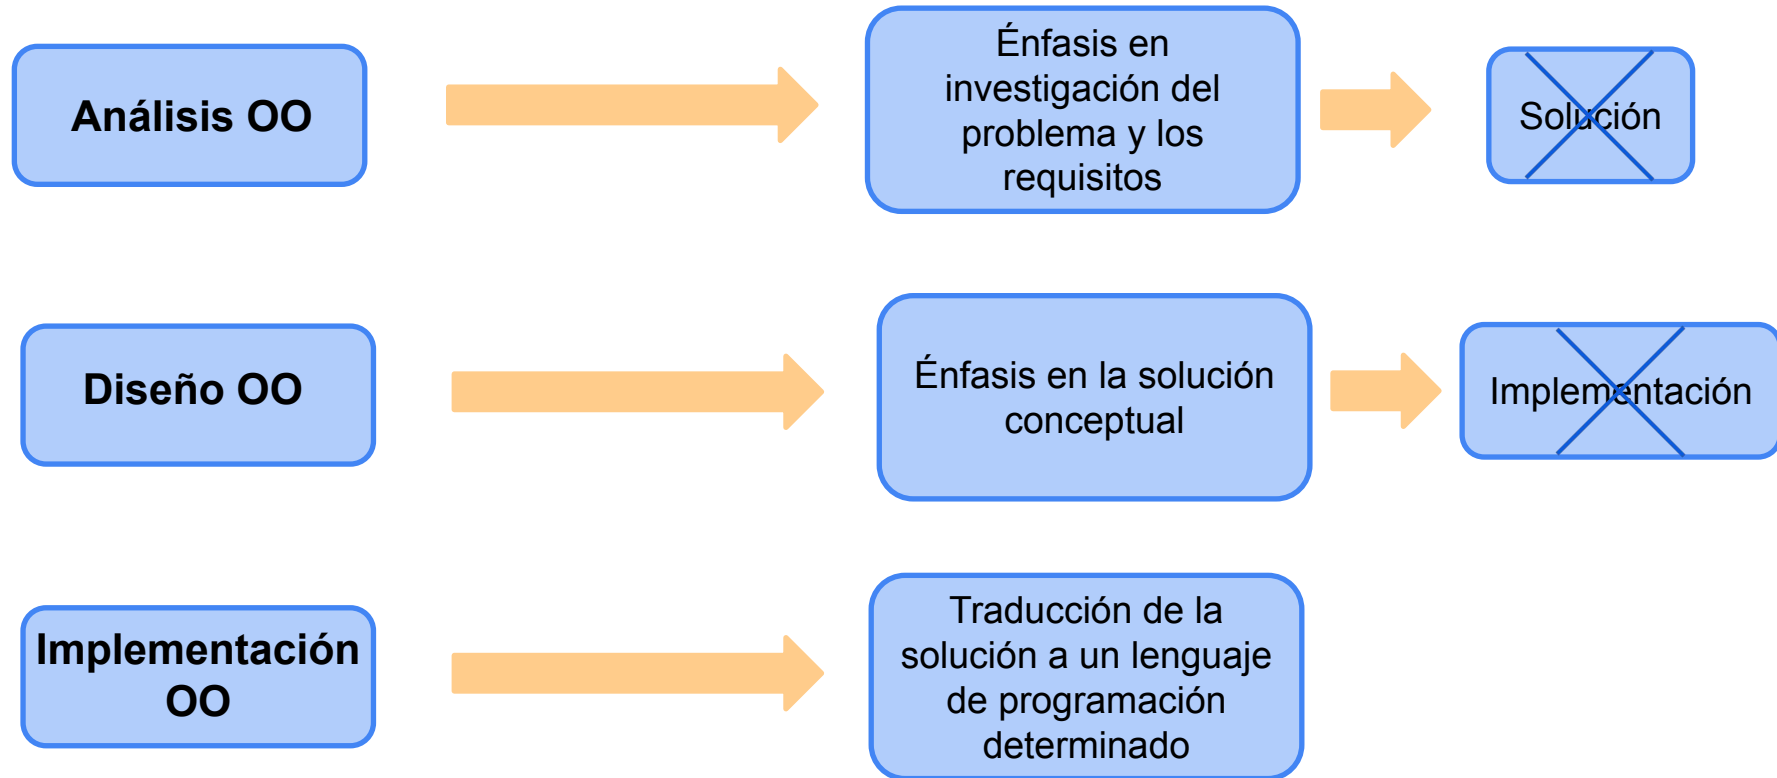 Análisis OO
Énfasis en
investigación del
problema y los
requisitos
Solución
Diseño OO
Énfasis en la solución
conceptual
Implementación
Implementación
OO
Traducción de la
solución a un lenguaje
de programación
determinado